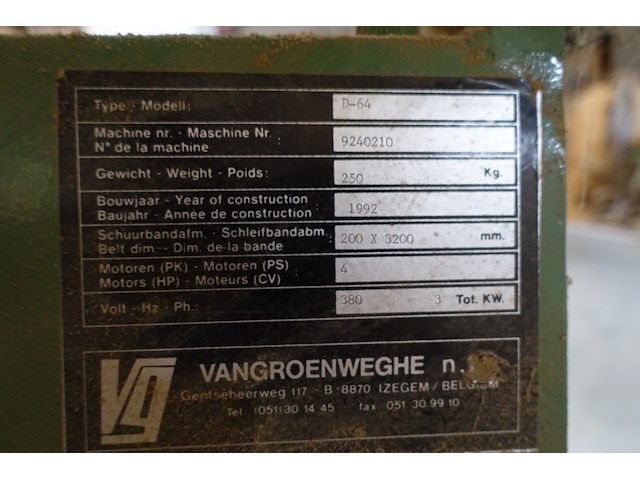 Type - Modell: D-64
Machine nr. - Maschine Nr.
N° de la machine 9240210
Gewicht - Weight - Poids: 250 Kg.
Bouwjaar - Year of construction
Baujahr - Année de construction: 1992
Schuurbandafm. - Schleifbandabm.
Belt dim. - Dim. de la bande 200 X 3200 mm.
Motoren (PK) - Motoren (PS)
Motors (HP) - Moteurs (CV) 4
Volt - Hz - Ph.: 380 3 Tot. KW.
VG VANGROENWEGHE n.
Gentseheerweg 117 - B-8870 IZEGEM / BELGIUM
Tel. (051) 30 14 45 - fax 051 30 99 10